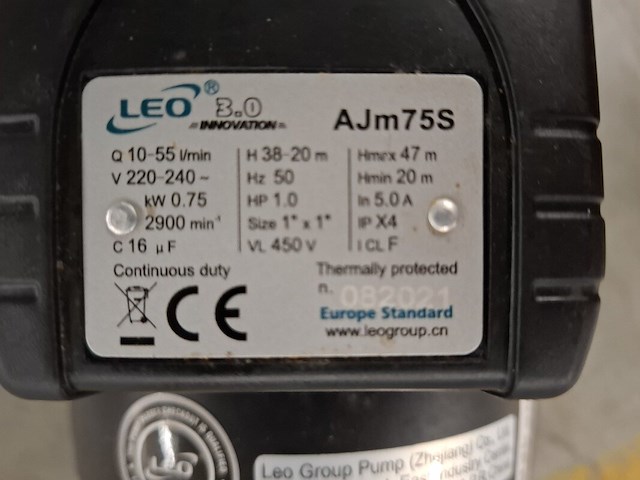 LEO® 3.0
INNOVATION
AJm75S
Q 10-55 l/min
V 220-240 ~
kW 0.75
2900 min⁻¹
C 16 μF
H 38-20 m
Hz 50
HP 1.0
Size 1" x 1"
VL 450 V
Hmax 47 m
Hmin 20 m
In 5.0 A
IP X4
I CL F
Continuous duty
Thermally protected
n. 082021
CE
Europe Standard
www.leogroup.cn
LEO
Leo Group Pump (Zhejiang) Co., Ltd.
Industry Center